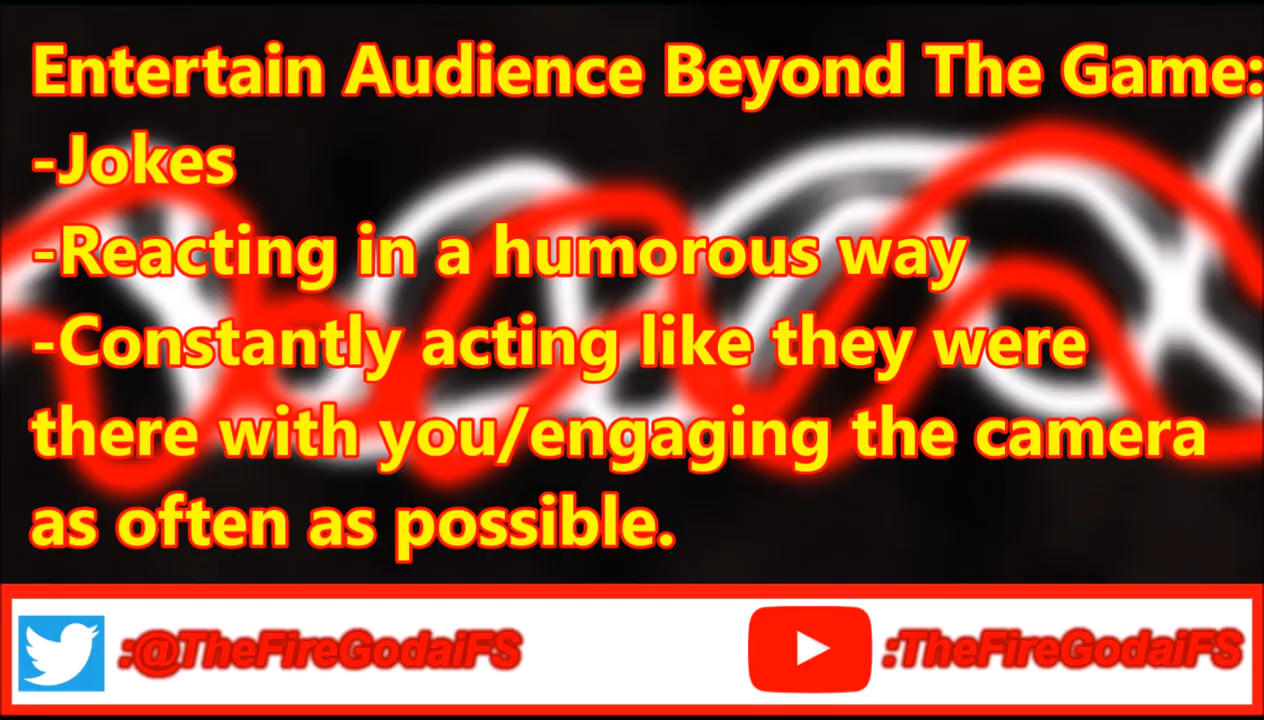 Entertain Audience Beyond The Game:
-Jokes
-Reacting in a humorous way
-Constantly acting like they were
there with you/engaging the camera
as often as possible.
:@TheFireGodaiFS :TheFireGodaiFS